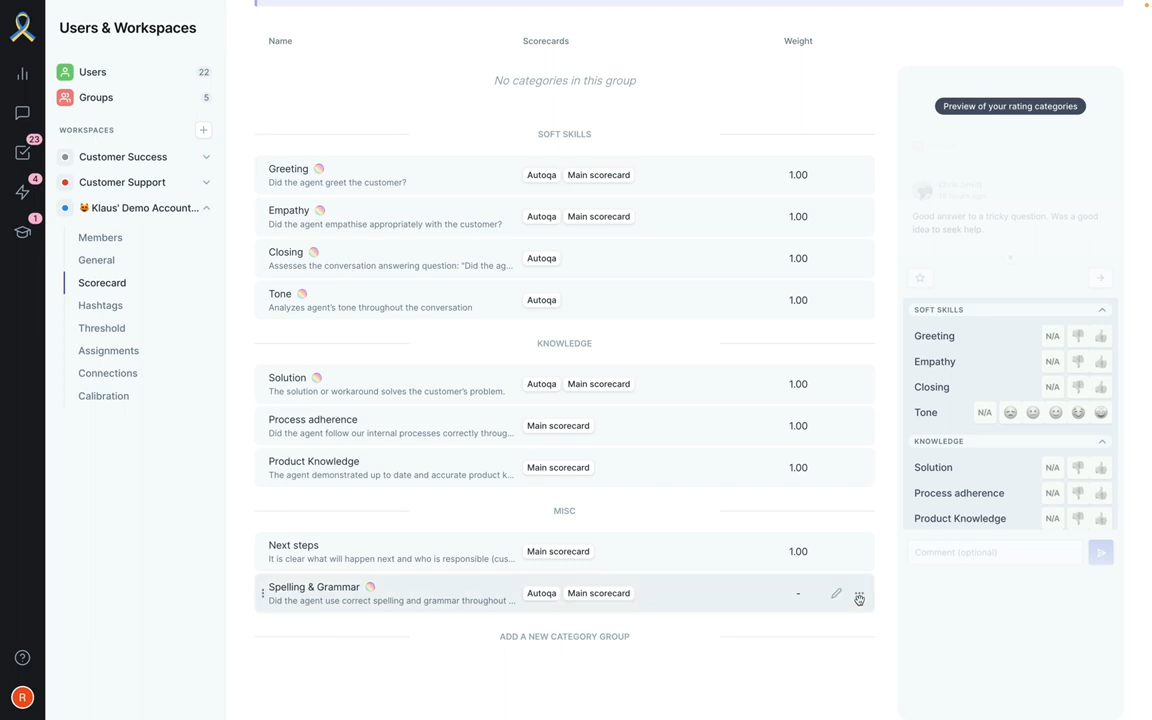 Users & Workspaces
Users 22
Groups 5
WORKSPACES
Customer Success
Customer Support
Klaus' Demo Account...
Members
General
Scorecard
Hashtags
Threshold
Assignments
Connections
Calibration
23
4
1
R
Name Scorecards Weight
No categories in this group
SOFT SKILLS
Greeting
Did the agent greet the customer?
Autoqa Main scorecard 1.00
Empathy
Did the agent empathise appropriately with the customer?
Autoqa Main scorecard 1.00
Closing
Assesses the conversation answering question: "Did the ag...
Autoqa 1.00
Tone
Analyzes agent's tone throughout the conversation
Autoqa 1.00
KNOWLEDGE
Solution
The solution or workaround solves the customer's problem.
Autoqa Main scorecard 1.00
Process adherence
Did the agent follow our internal processes correctly throug...
Main scorecard 1.00
Product Knowledge
The agent demonstrated up to date and accurate product k...
Main scorecard 1.00
MISC
Next steps
It is clear what will happen next and who is responsible (cus...
Main scorecard 1.00
Spelling & Grammar
Did the agent use correct spelling and grammar throughout ...
Autoqa Main scorecard -
ADD A NEW CATEGORY GROUP
Preview of your rating categories
Good answer to a tricky question. Was a good
idea to seek help.
SOFT SKILLS
Greeting N/A
Empathy N/A
Closing N/A
Tone N/A
KNOWLEDGE
Solution N/A
Process adherence N/A
Product Knowledge N/A
Comment (optional)